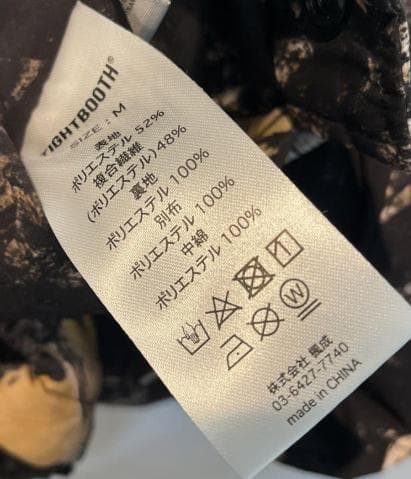 TIGHTBOOTH®
SIZE : M
表地
ポリエステル 52%
複合繊維
(ポリエステル) 48%
裏地
ポリエステル 100%
別布
ポリエステル 100%
中綿
ポリエステル 100%
W
株式会社 楓成
03-6427-7740
made in CHINA